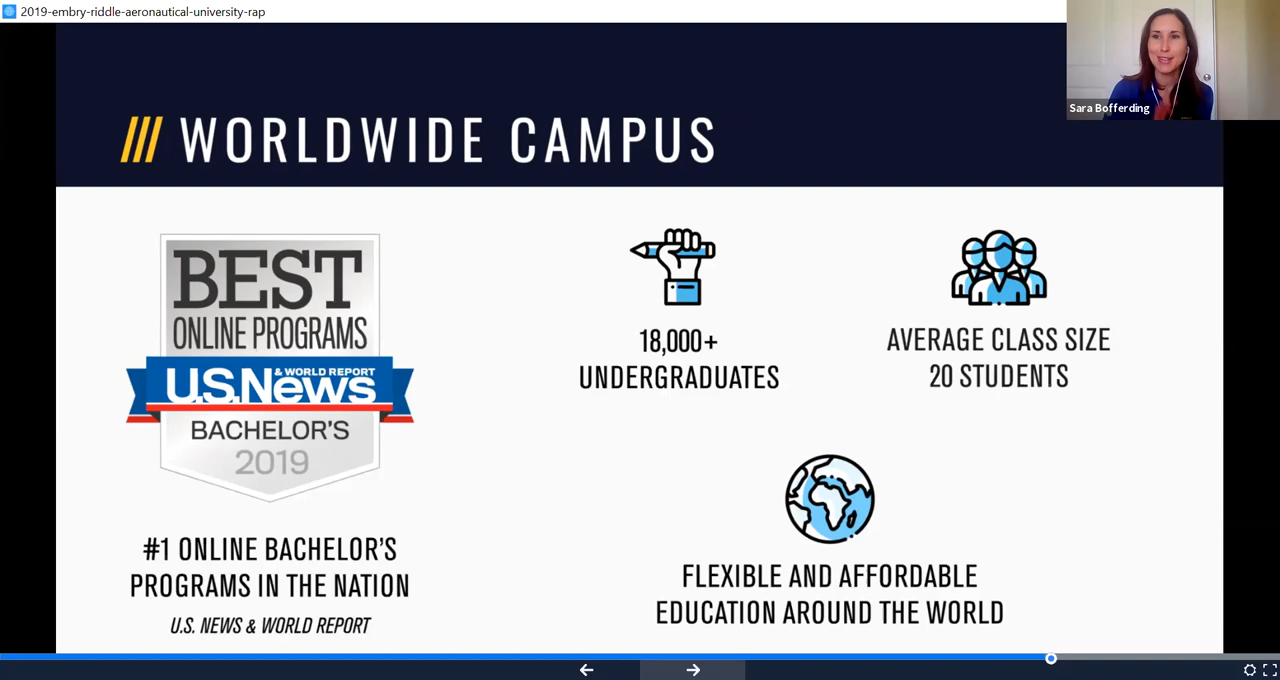 2019-embry-riddle-aeronautical-university-rap
Sara Bofferding
/// WORLDWIDE CAMPUS
BEST
ONLINE PROGRAMS
U.S.News
& WORLD REPORT
BACHELOR'S
2019
#1 ONLINE BACHELOR'S
PROGRAMS IN THE NATION
U.S. NEWS & WORLD REPORT
18,000+
UNDERGRADUATES
AVERAGE CLASS SIZE
20 STUDENTS
FLEXIBLE AND AFFORDABLE
EDUCATION AROUND THE WORLD